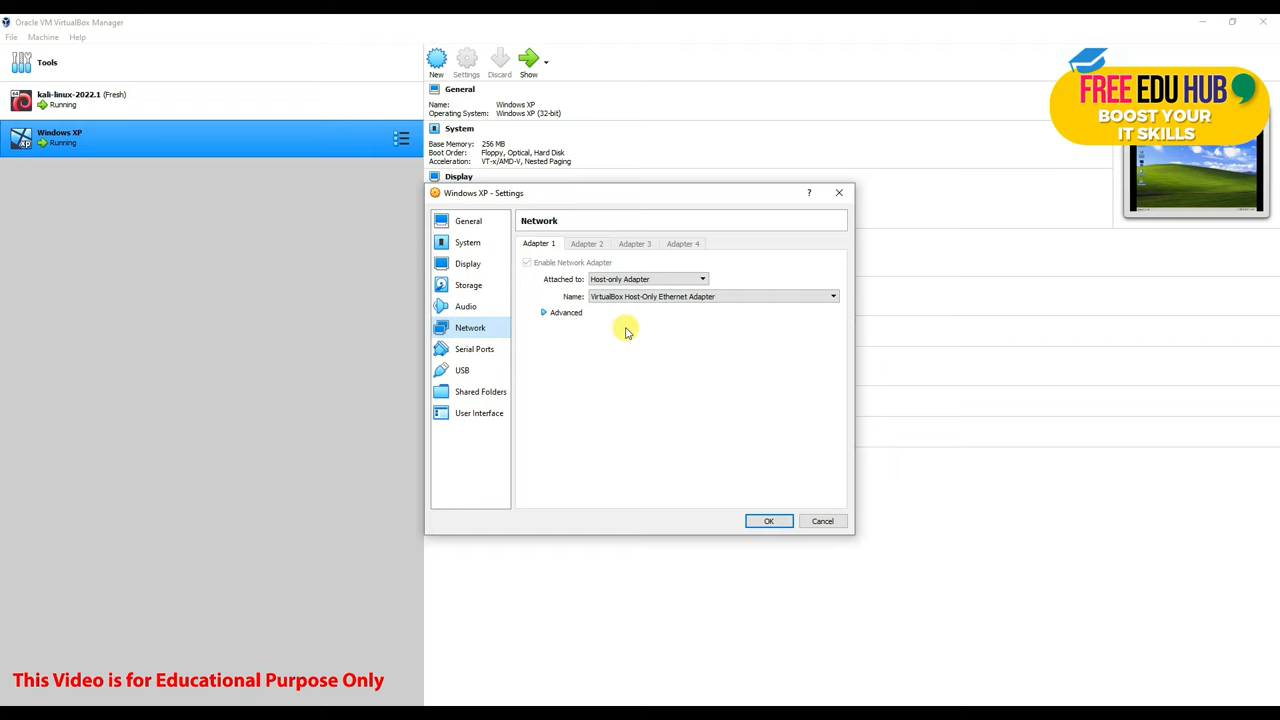 Oracle VM VirtualBox Manager
File Machine Help
Tools
New Settings Discard Show
kali-linux-2022.1 (Fresh)
Running
Windows XP
Running
General
Name: Windows XP
Operating System: Windows XP (32-bit)
System
Base Memory: 256 MB
Boot Order: Floppy, Optical, Hard Disk
Acceleration: VT-x/AMD-V, Nested Paging
Display
FREE EDU HUB
BOOST YOUR
IT SKILLS
Windows XP - Settings
General
System
Display
Storage
Audio
Network
Serial Ports
USB
Shared Folders
User Interface
Network
Adapter 1 Adapter 2 Adapter 3 Adapter 4
Enable Network Adapter
Attached to: Host-only Adapter
Name: VirtualBox Host-Only Ethernet Adapter
Advanced
OK Cancel
This Video is for Educational Purpose Only